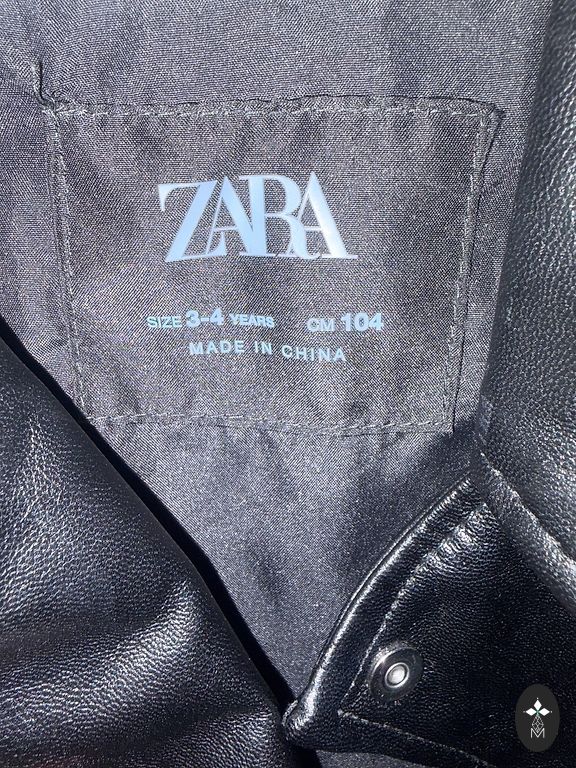 ZARA
SIZE 3-4 YEARS CM 104
MADE IN CHINA
M